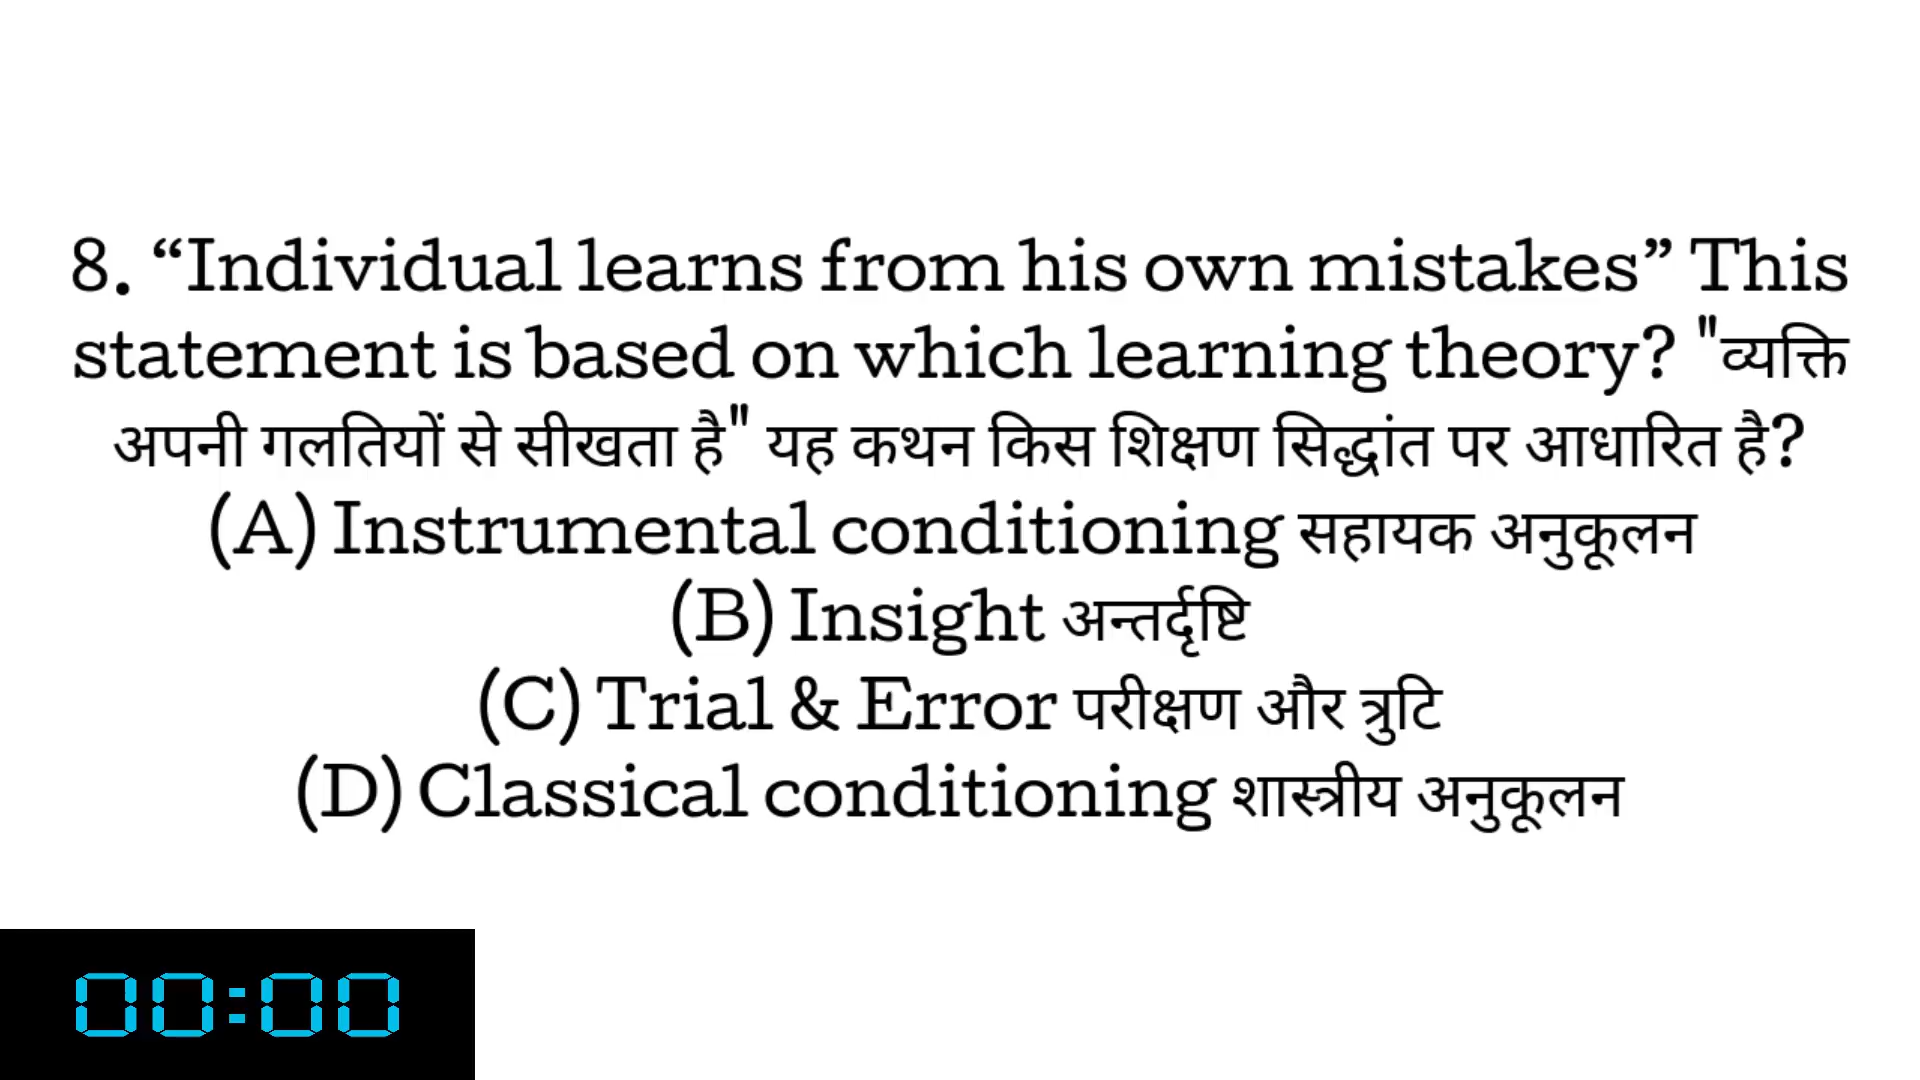 8. “Individual learns from his own mistakes” This
statement is based on which learning theory? "व्यक्ति
अपनी गलतियों से सीखता है" यह कथन किस शिक्षण सिद्धांत पर आधारित है?
(A) Instrumental conditioning सहायक अनुकूलन
(B) Insight अन्तर्दृष्टि
(C) Trial & Error परीक्षण और त्रुटि
(D) Classical conditioning शास्त्रीय अनुकूलन
00:00